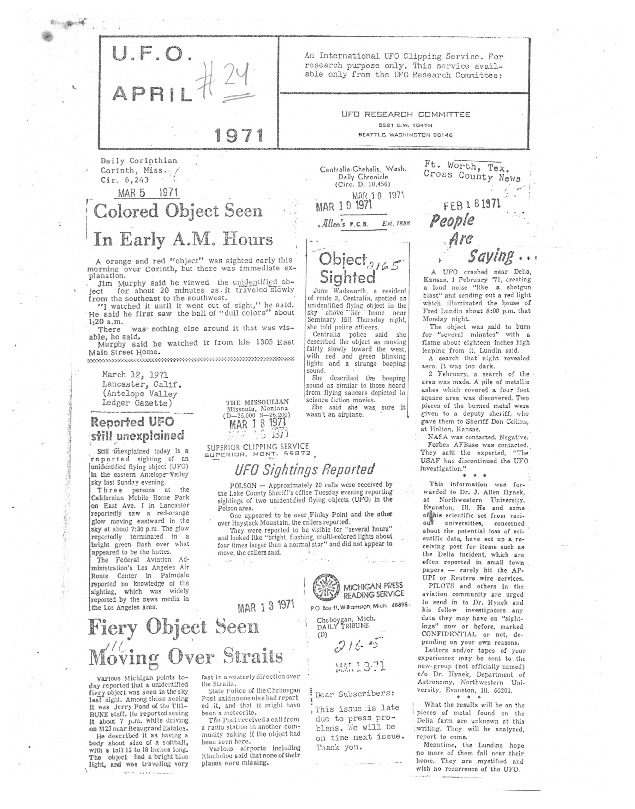 U.F.O.
APRIL
# 24
1971
An International UFO Clipping Service. For
research purpose only. This service avail-
able only from the UFO Research Committee:
UFO RESEARCH COMMITTEE
5521 S.W. 104TH
SEATTLE, WASHINGTON 98146
Daily Corinthian
Corinth, Miss.
Cir. 6,243
MAR 5 1971
Colored Object Seen
In Early A.M. Hours
A orange and red "object" was sighted early this
morning over Corinth, but there was immediate ex-
planation.
Jim Murphy said he viewed the unidentified ob-
ject for about 20 minutes as it traveled slowly
from the southeast to the southwest.
"I watched it until it went out of sight," he said.
He said he first saw the ball of "dull colors" about
1:20 a.m.
There was nothing else around it that was vis-
able, he said.
Murphy said he watched it from his 1305 East
Main Street Home.
March 12, 1971
Lancaster, Calif.
(Antelope Valley
Ledger Gazette)
Reported UFO
still unexplained
Still unexplained today is a
reported sighting of an
unidentified flying object (UFO)
in the eastern Antelope Valley
sky last Sunday evening.
Three persons at the
Californian Mobile Home Park
on East Ave. I in Lancaster
reportedly saw a red-orange
glow moving eastward in the
sky at about 7:31 p.m. The glow
reportedly terminated in a
bright green flash over what
appeared to be the buttes.
The Federal Aviation Ad-
ministration's Los Angeles Air
Route Center in Palmdale
reported no knowledge of the
sighting, which was widely
reported by the news media in
the Los Angeles area.
Centralia-Chehalis, Wash.
Daily Chronicle
(Circ. D. 10,450)
MAR 19 1971
MAR 19 1971
Allen's P.C.B. Est. 1888
Object
Sighted
2165
June Wadsworth, a resident
of route 3, Centralia, spotted an
unidentified flying object in the
sky above her home near
Seminary Hill Thursday night,
she told police officers.
Centralia police said she
described the object as moving
fairly slowly toward the west,
with red and green blinking
lights and a strange beeping
sound.
She described the beeping
sound as similar to those heard
from flying saucers depicted in
science fiction movies.
She said she was sure it
wasn't an airplane.
THE MISSOULIAN
Missoula, Montana
MAR 18 1971
SUPERIOR CLIPPING SERVICE
SUPERIOR, MONT. 59872
UFO Sightings Reported
POLSON — Approximately 20 calls were received by
the Lake County Sheriff's office Tuesday evening reporting
sightings of two unidentified flying objects (UFO) in the
Polson area.
One appeared to be over Finley Point and the other
over Haystack Mountain, the callers reported.
They were reported to be visible for "several hours"
and looked like "bright, flashing, multi-colored lights about
four times larger than a normal star" and did not appear to
move, the callers said.
MAR 13 1971
Fiery Object Seen
Moving Over Straits
Various Michigan points to-
day reported that a unidentified
fiery object was seen in the sky
last night. Among those seeing
it was Jerry Pond of the TRI-
BUNE staff. He reported seeing
it about 7 p.m. while driving
on M23 near Beaugrand Estates.
He described it as having a
body about size of a softball,
with a tail 12 to 18 inches long.
The object had a bright blue
light, and was traveling very
fast in a westerly direction over
the Straits.
State Police of the Cheboygan
Post said no one else had report-
ed it, and that it might have
been a meteorite.
The Post received a call from
a radio station in another com-
munity asking if the object had
been seen here.
Various airports including
Kincheloe said that none of their
planes were missing.
MICHIGAN PRESS
READING SERVICE
P O Box 11, Williamston, Mich. 48895
Cheboygan, Mich.
DAILY TRIBUNE
(D)
216-5
MAR. 13 71
Dear Subscribers:
This issue is late
due to press pro-
blems. We will be
on time next issue.
Thank you.
Ft. Worth, Tex.
Cross County News
FEB 18 1971
People
Are
Saying ...
A UFO crashed near Delia,
Kansas, 1 February '71, creating
a loud noise "like a shotgun
blast" and sending out a red light
which illuminated the house of
Fred Lundin about 8:00 p.m. that
Monday night.
The object was said to burn
for "several minutes" with a
flame about eighteen inches high
leaping from it, Lundin said.
A search that night revealed
zero. It was too dark.
2 February, a search of the
area was made. A pile of metallic
ashes which covered a four foot
square area was discovered. Two
pieces of the burned metal were
given to a deputy sheriff, who
gave them to Sheriff Don Collins,
at Holton, Kansas.
Forbes AFBase was contacted.
NASA was contacted. Negative.
They said they expected, "The
USAF has discontinued the UFO
investigation."
* * *
This information was for-
warded to Dr. J. Allen Hynek,
at Northwestern University,
Evanston, Ill. He and some
of his scientific set from vari-
out universities, concerned
about the potential loss of sci-
entific data, have set up a re-
ceiving post for items such as
the Delia incident, which are
often reported in small town
papers — rarely hit the AP-
UPI or Reuters wire services.
PILOTS and others in the
aviation community are urged
to send in to Dr. Hynek and
his fellow investigators any
data they may have on "sight-
ings" now or before, marked
CONFIDENTIAL or not, de-
pending on your own reasons.
Letters and/or tapes of your
experiences may be sent to the
new-group (not officially named)
c/o Dr. Hynek, Department of
Astronomy, Northwestern Uni-
versity, Evanston, Ill. 60201.
* * *
What the results will be on the
pieces of metal found on the
Delia farm are unknown at this
writing. They will be analyzed,
report to come.
Meantime, the Lundins hope
no more of them fall near their
home. They are mystified and
wish no recurrence of the UFO.